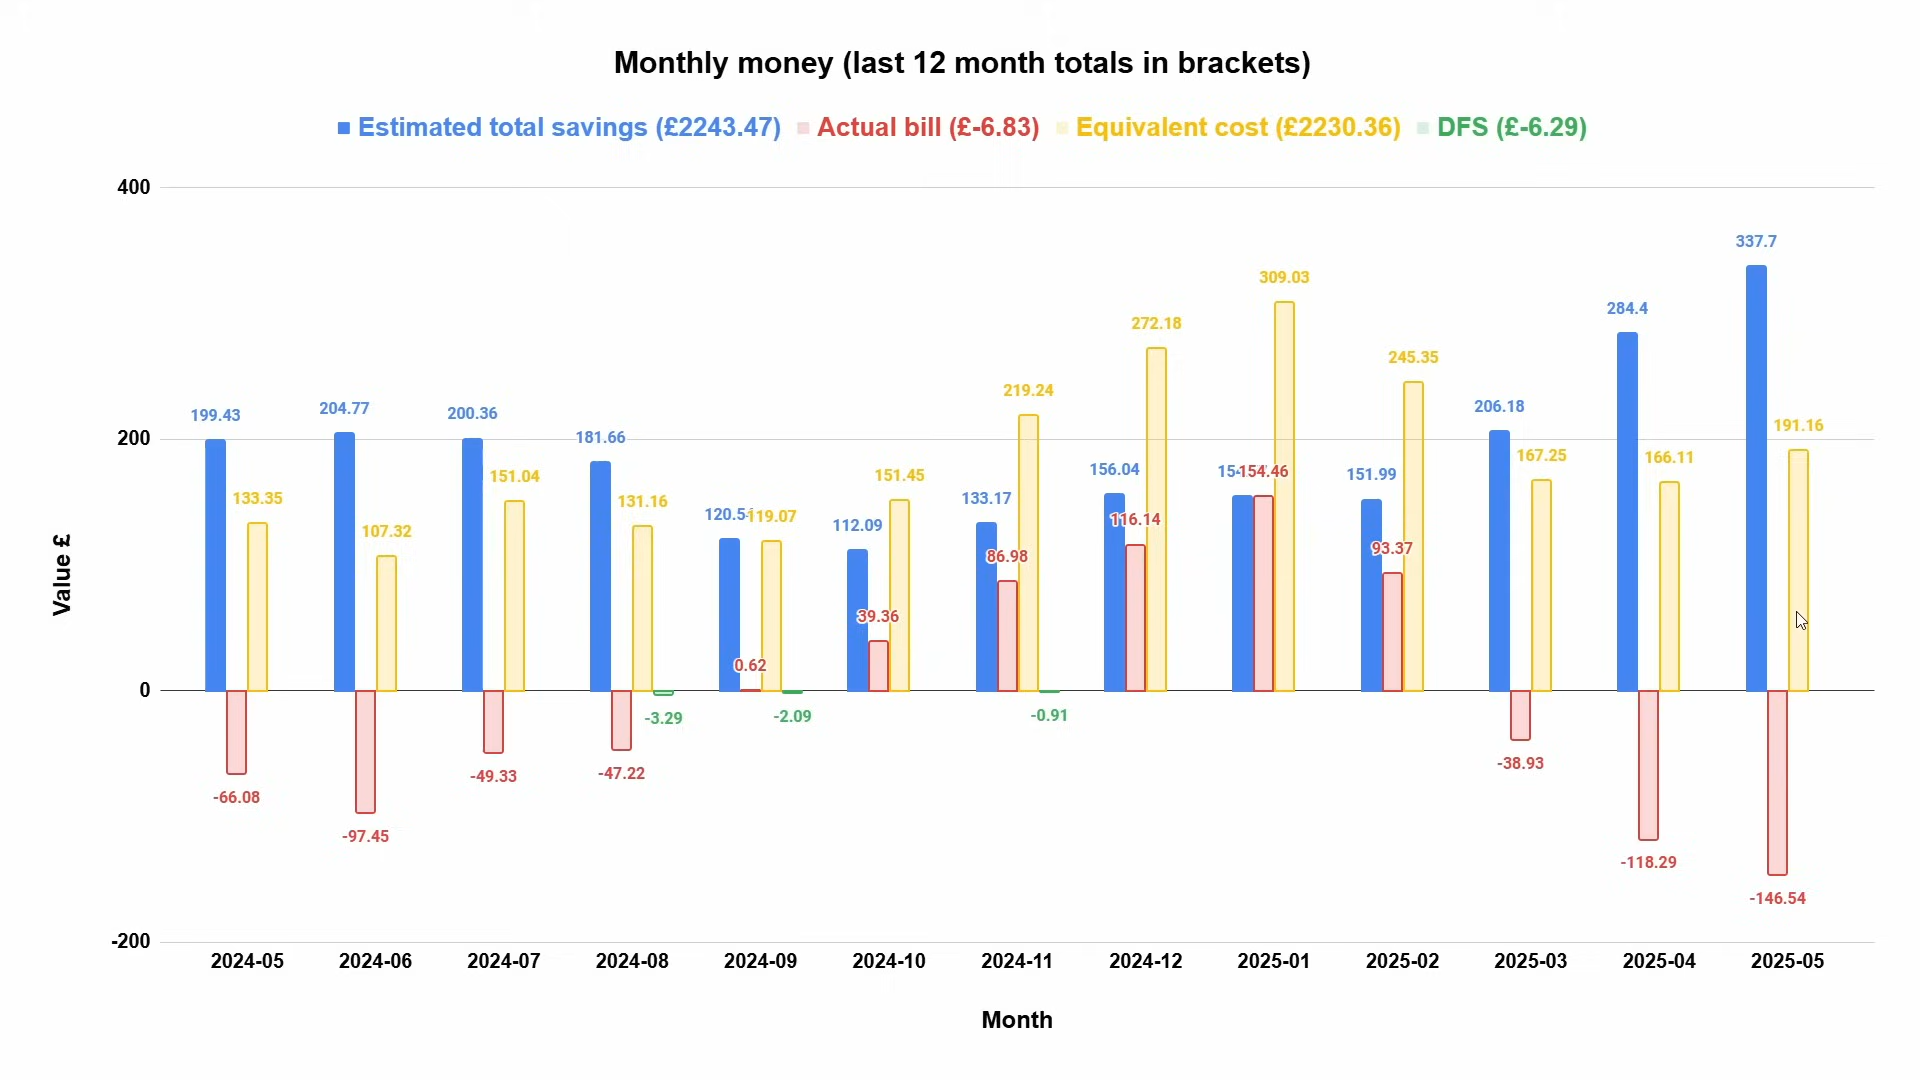 Monthly money (last 12 month totals in brackets)
Estimated total savings (£2243.47) Actual bill (£-6.83) Equivalent cost (£2230.36) DFS (£-6.29)
400
337.7
309.03
284.4
272.18
245.35
219.24
199.43 204.77 200.36 181.66 206.18 191.16
200
133.35 107.32 151.04 131.16 119.07 112.09 151.45 133.17 156.04 154.46 151.99 167.25 166.11
116.14
86.98 93.37
39.36
0.62
Value £
0
-3.29 -2.09 -0.91
-66.08 -97.45 -49.33 -47.22 -38.93 -118.29 -146.54
-200
2024-05 2024-06 2024-07 2024-08 2024-09 2024-10 2024-11 2024-12 2025-01 2025-02 2025-03 2025-04 2025-05
Month